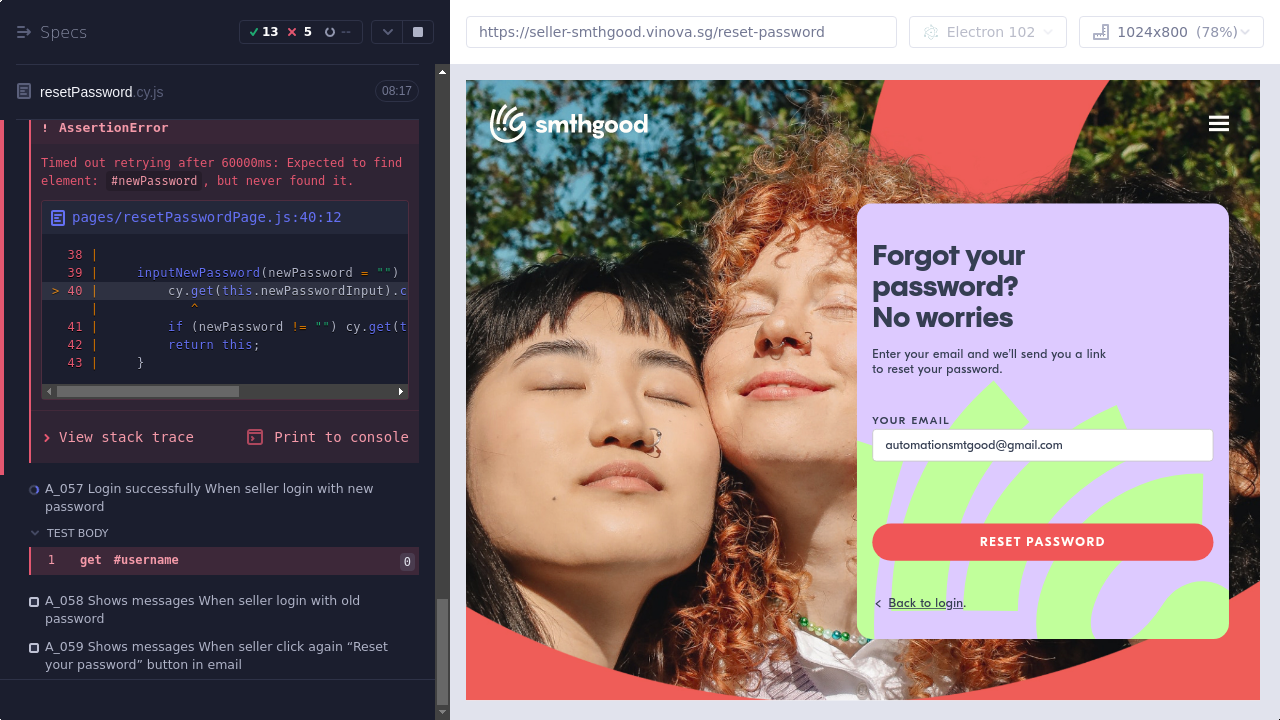 Specs
13 5 --
resetPassword.cy.js 08:17
! AssertionError
Timed out retrying after 60000ms: Expected to find
element: #newPassword, but never found it.
pages/resetPasswordPage.js:40:12
38 |
39 | inputNewPassword(newPassword = "")
> 40 | cy.get(this.newPasswordInput).c
| ^
41 | if (newPassword != "") cy.get(t
42 | return this;
43 | }
View stack trace Print to console
A_057 Login successfully When seller login with new
password
TEST BODY
1 get #username 0
A_058 Shows messages When seller login with old
password
A_059 Shows messages When seller click again “Reset
your password” button in email
https://seller-smthgood.vinova.sg/reset-password
Electron 102
1024x800 (78%)
smthgood
Forgot your
password?
No worries
Enter your email and we'll send you a link
to reset your password.
YOUR EMAIL
automationsmtgood@gmail.com
RESET PASSWORD
< Back to login.